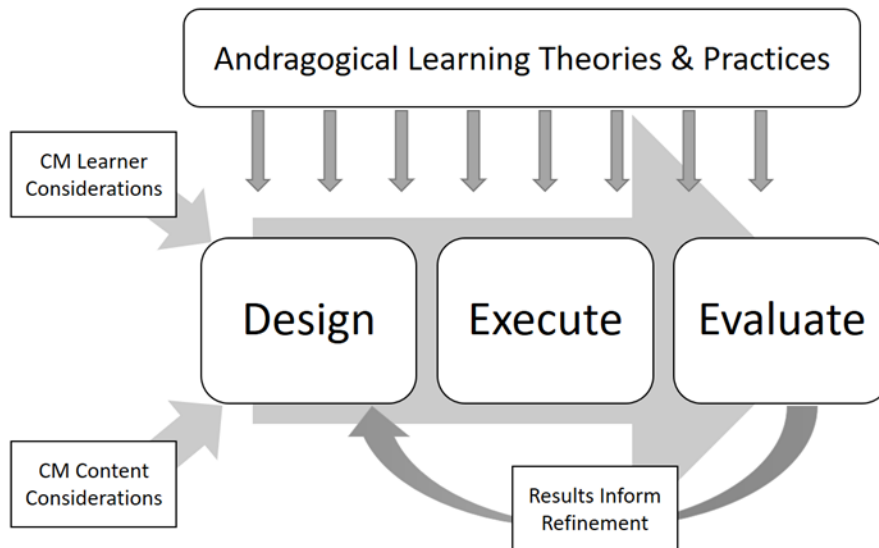 Andragogical Learning Theories & Practices
CM Learner
Considerations
Design
Execute
Evaluate
CM Content
Considerations
Results Inform
Refinement